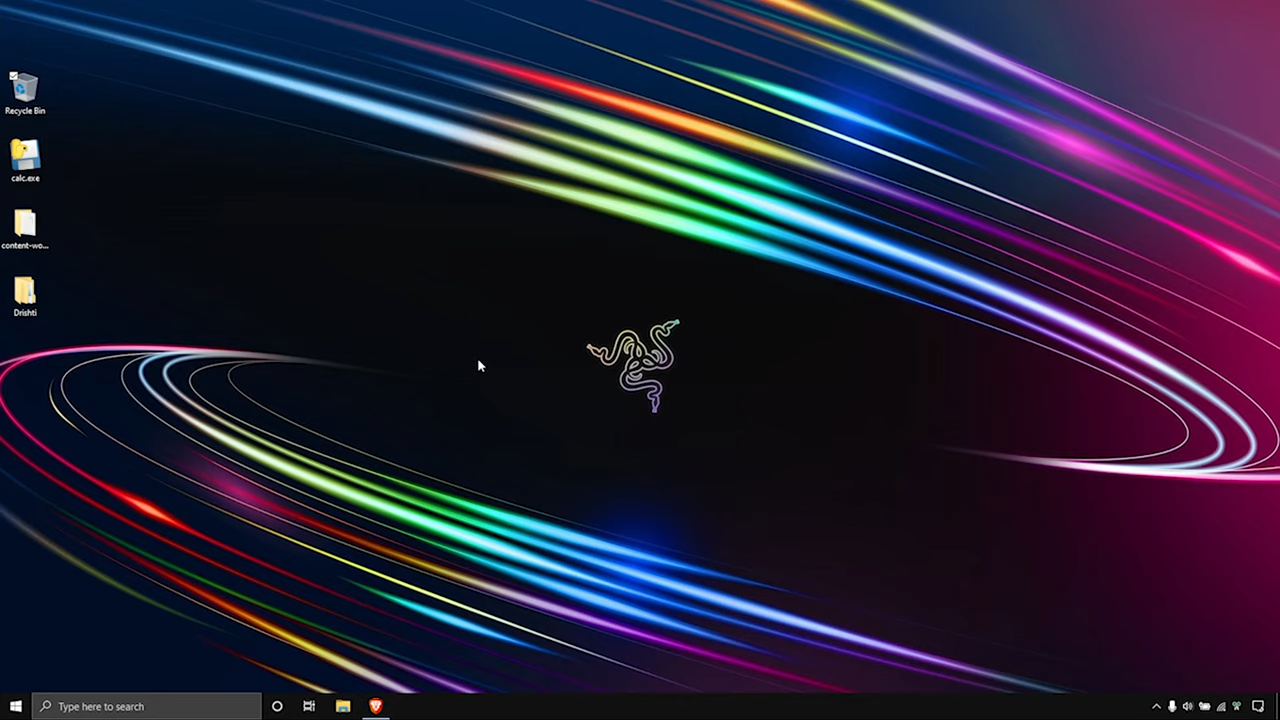 Recycle Bin
calc.exe
content-wo...
Drishti
Type here to search